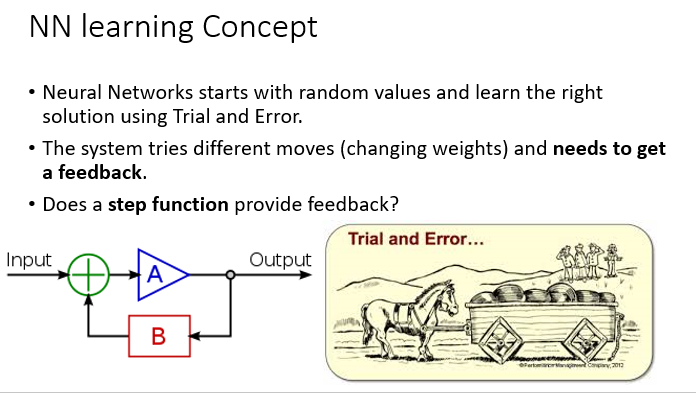 NN learning Concept
• Neural Networks starts with random values and learn the right
solution using Trial and Error.
• The system tries different moves (changing weights) and needs to get
a feedback.
• Does a step function provide feedback?
Input
A
Output
B
Trial and Error...
©Performance Management Company, 2012